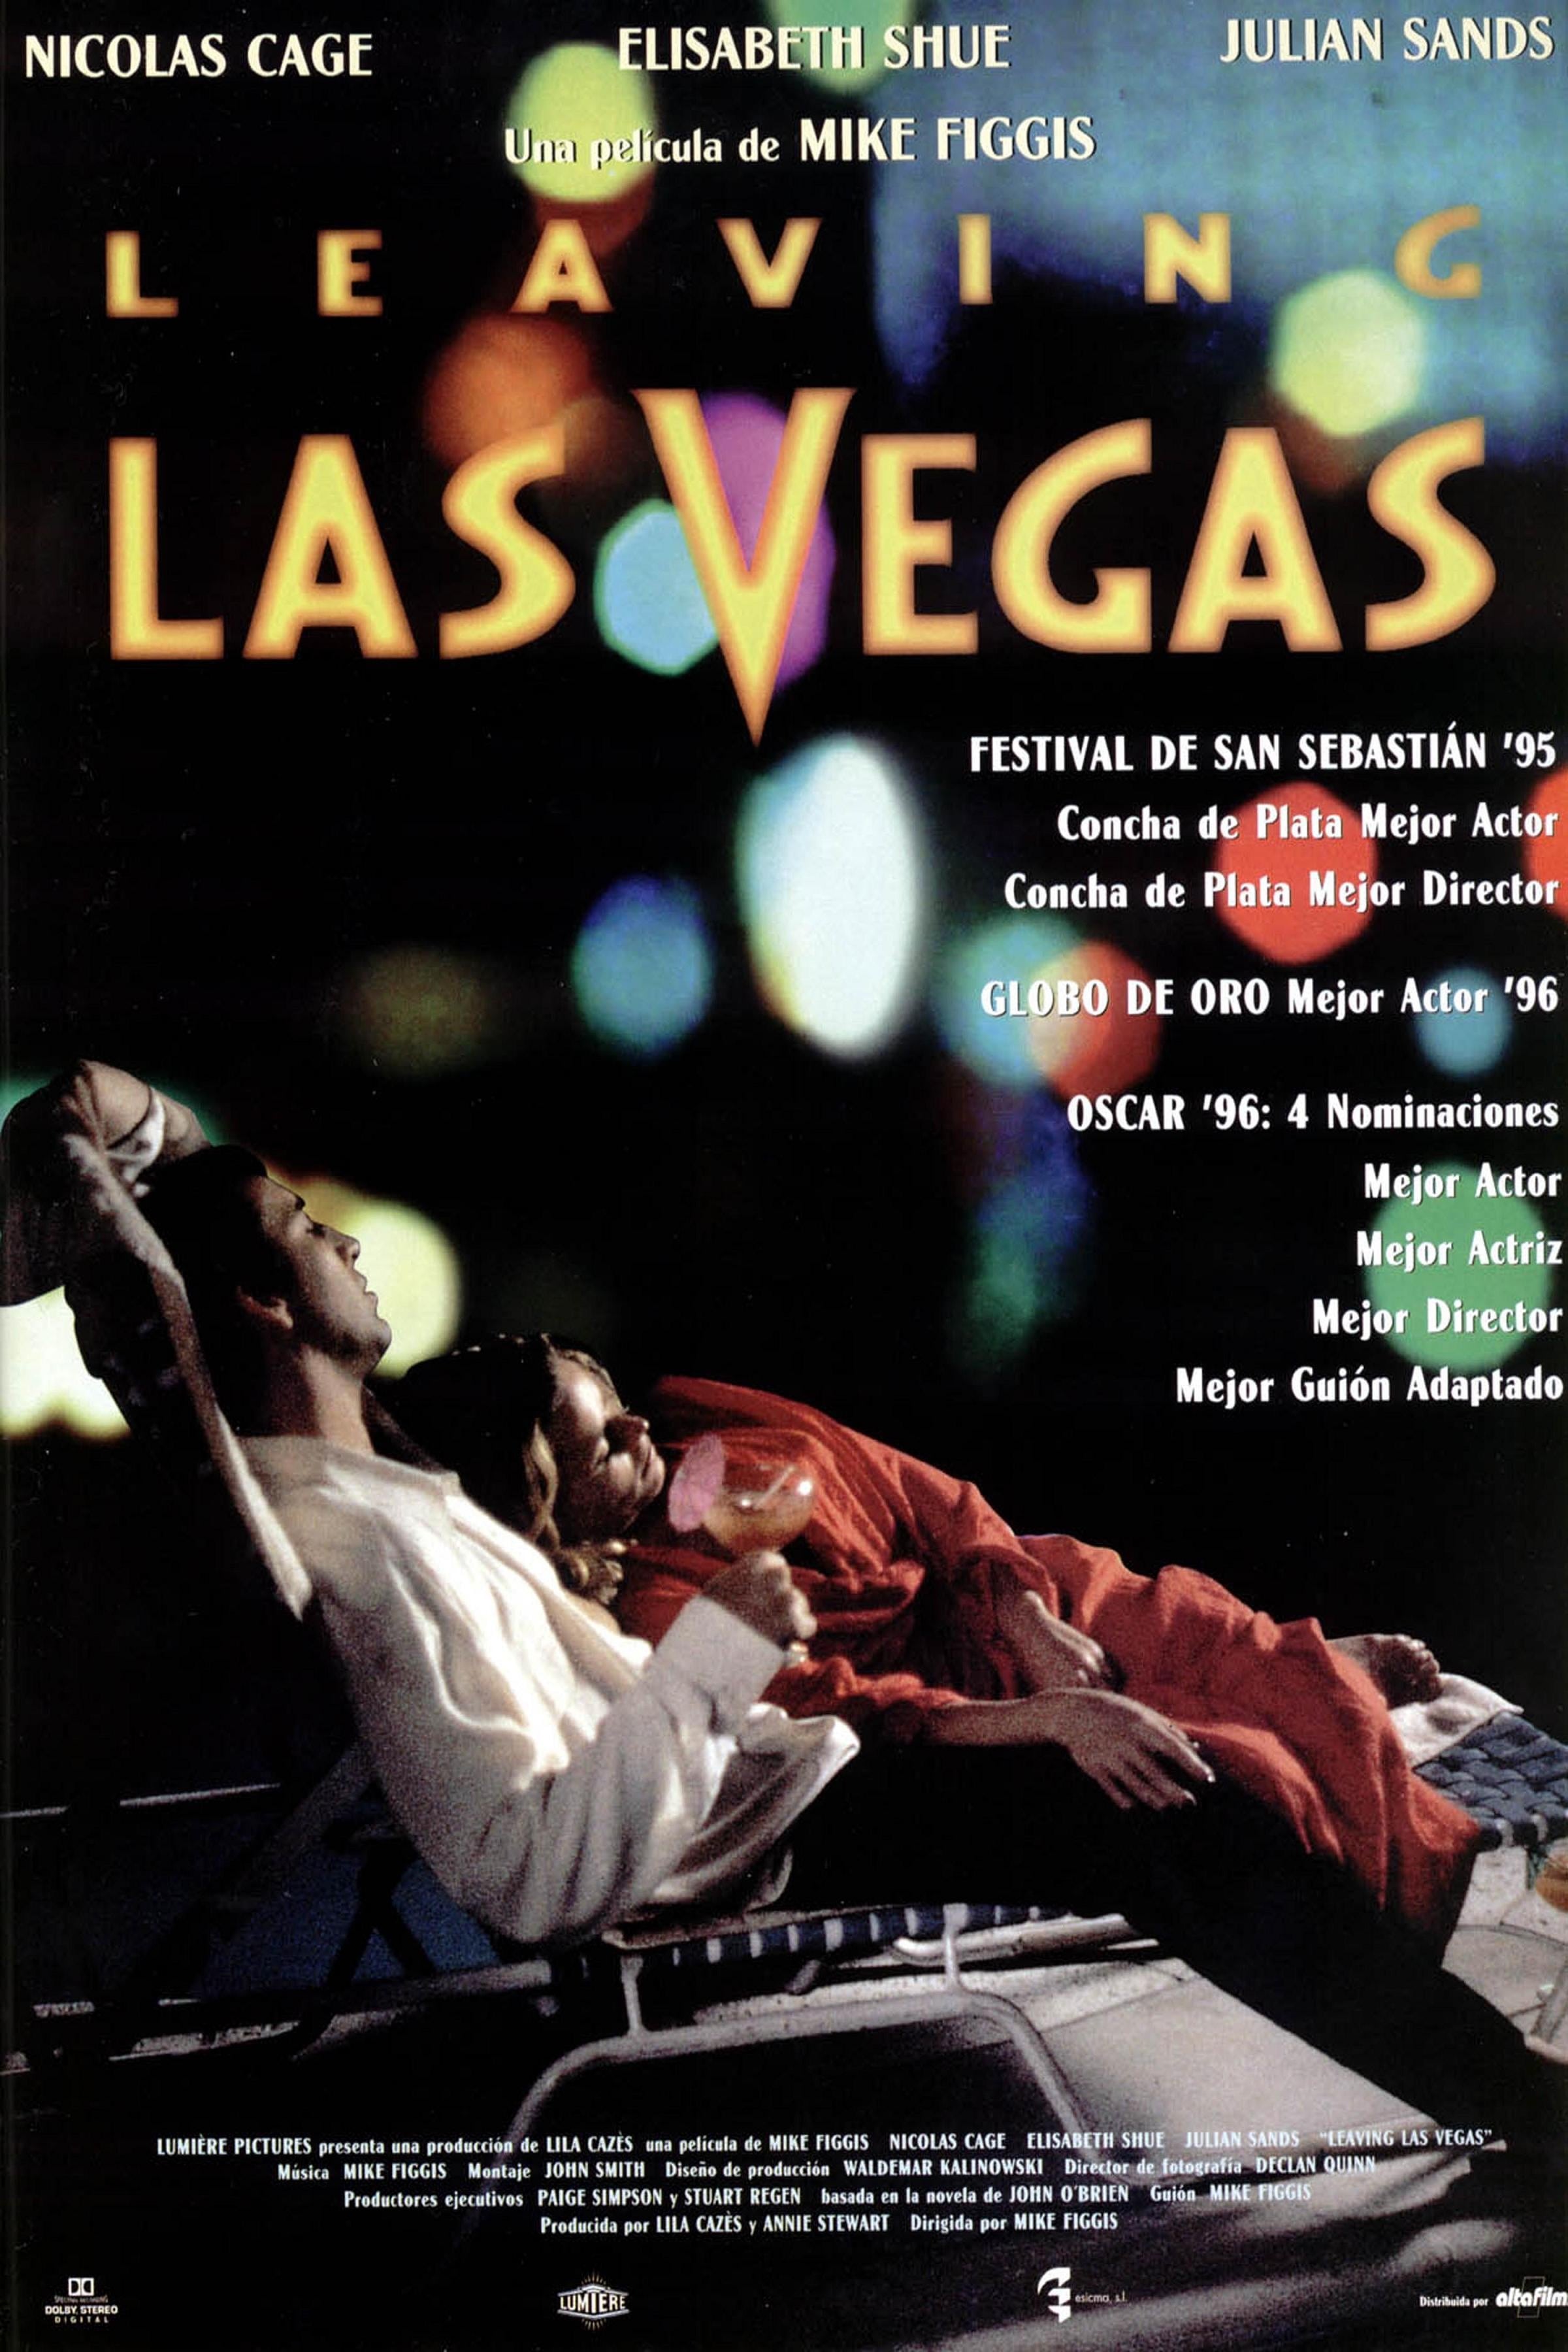 NICOLAS CAGE ELISABETH SHUE JULIAN SANDS
Una película de MIKE FIGGIS
LEAVING
LAS VEGAS
FESTIVAL DE SAN SEBASTIÁN '95
Concha de Plata Mejor Actor
Concha de Plata Mejor Director
GLOBO DE ORO Mejor Actor '96
OSCAR '96: 4 Nominaciones
Mejor Actor
Mejor Actriz
Mejor Director
Mejor Guión Adaptado
LUMIÈRE PICTURES presenta una producción de LILA CAZÈS una película de MIKE FIGGIS NICOLAS CAGE ELISABETH SHUE JULIAN SANDS "LEAVING LAS VEGAS"
Música MIKE FIGGIS Montaje JOHN SMITH Diseño de producción WALDEMAR KALINOWSKI Director de fotografía DECLAN QUINN
Productores ejecutivos PAIGE SIMPSON y STUART REGEN basada en la novela de JOHN O'BRIEN Guión MIKE FIGGIS
Producida por LILA CAZÈS y ANNIE STEWART Dirigida por MIKE FIGGIS
SPECTRAL RECORDING
DOLBY STEREO
DIGITAL
LUMIERE
esicma, s.l.
Distribuida por altafilm